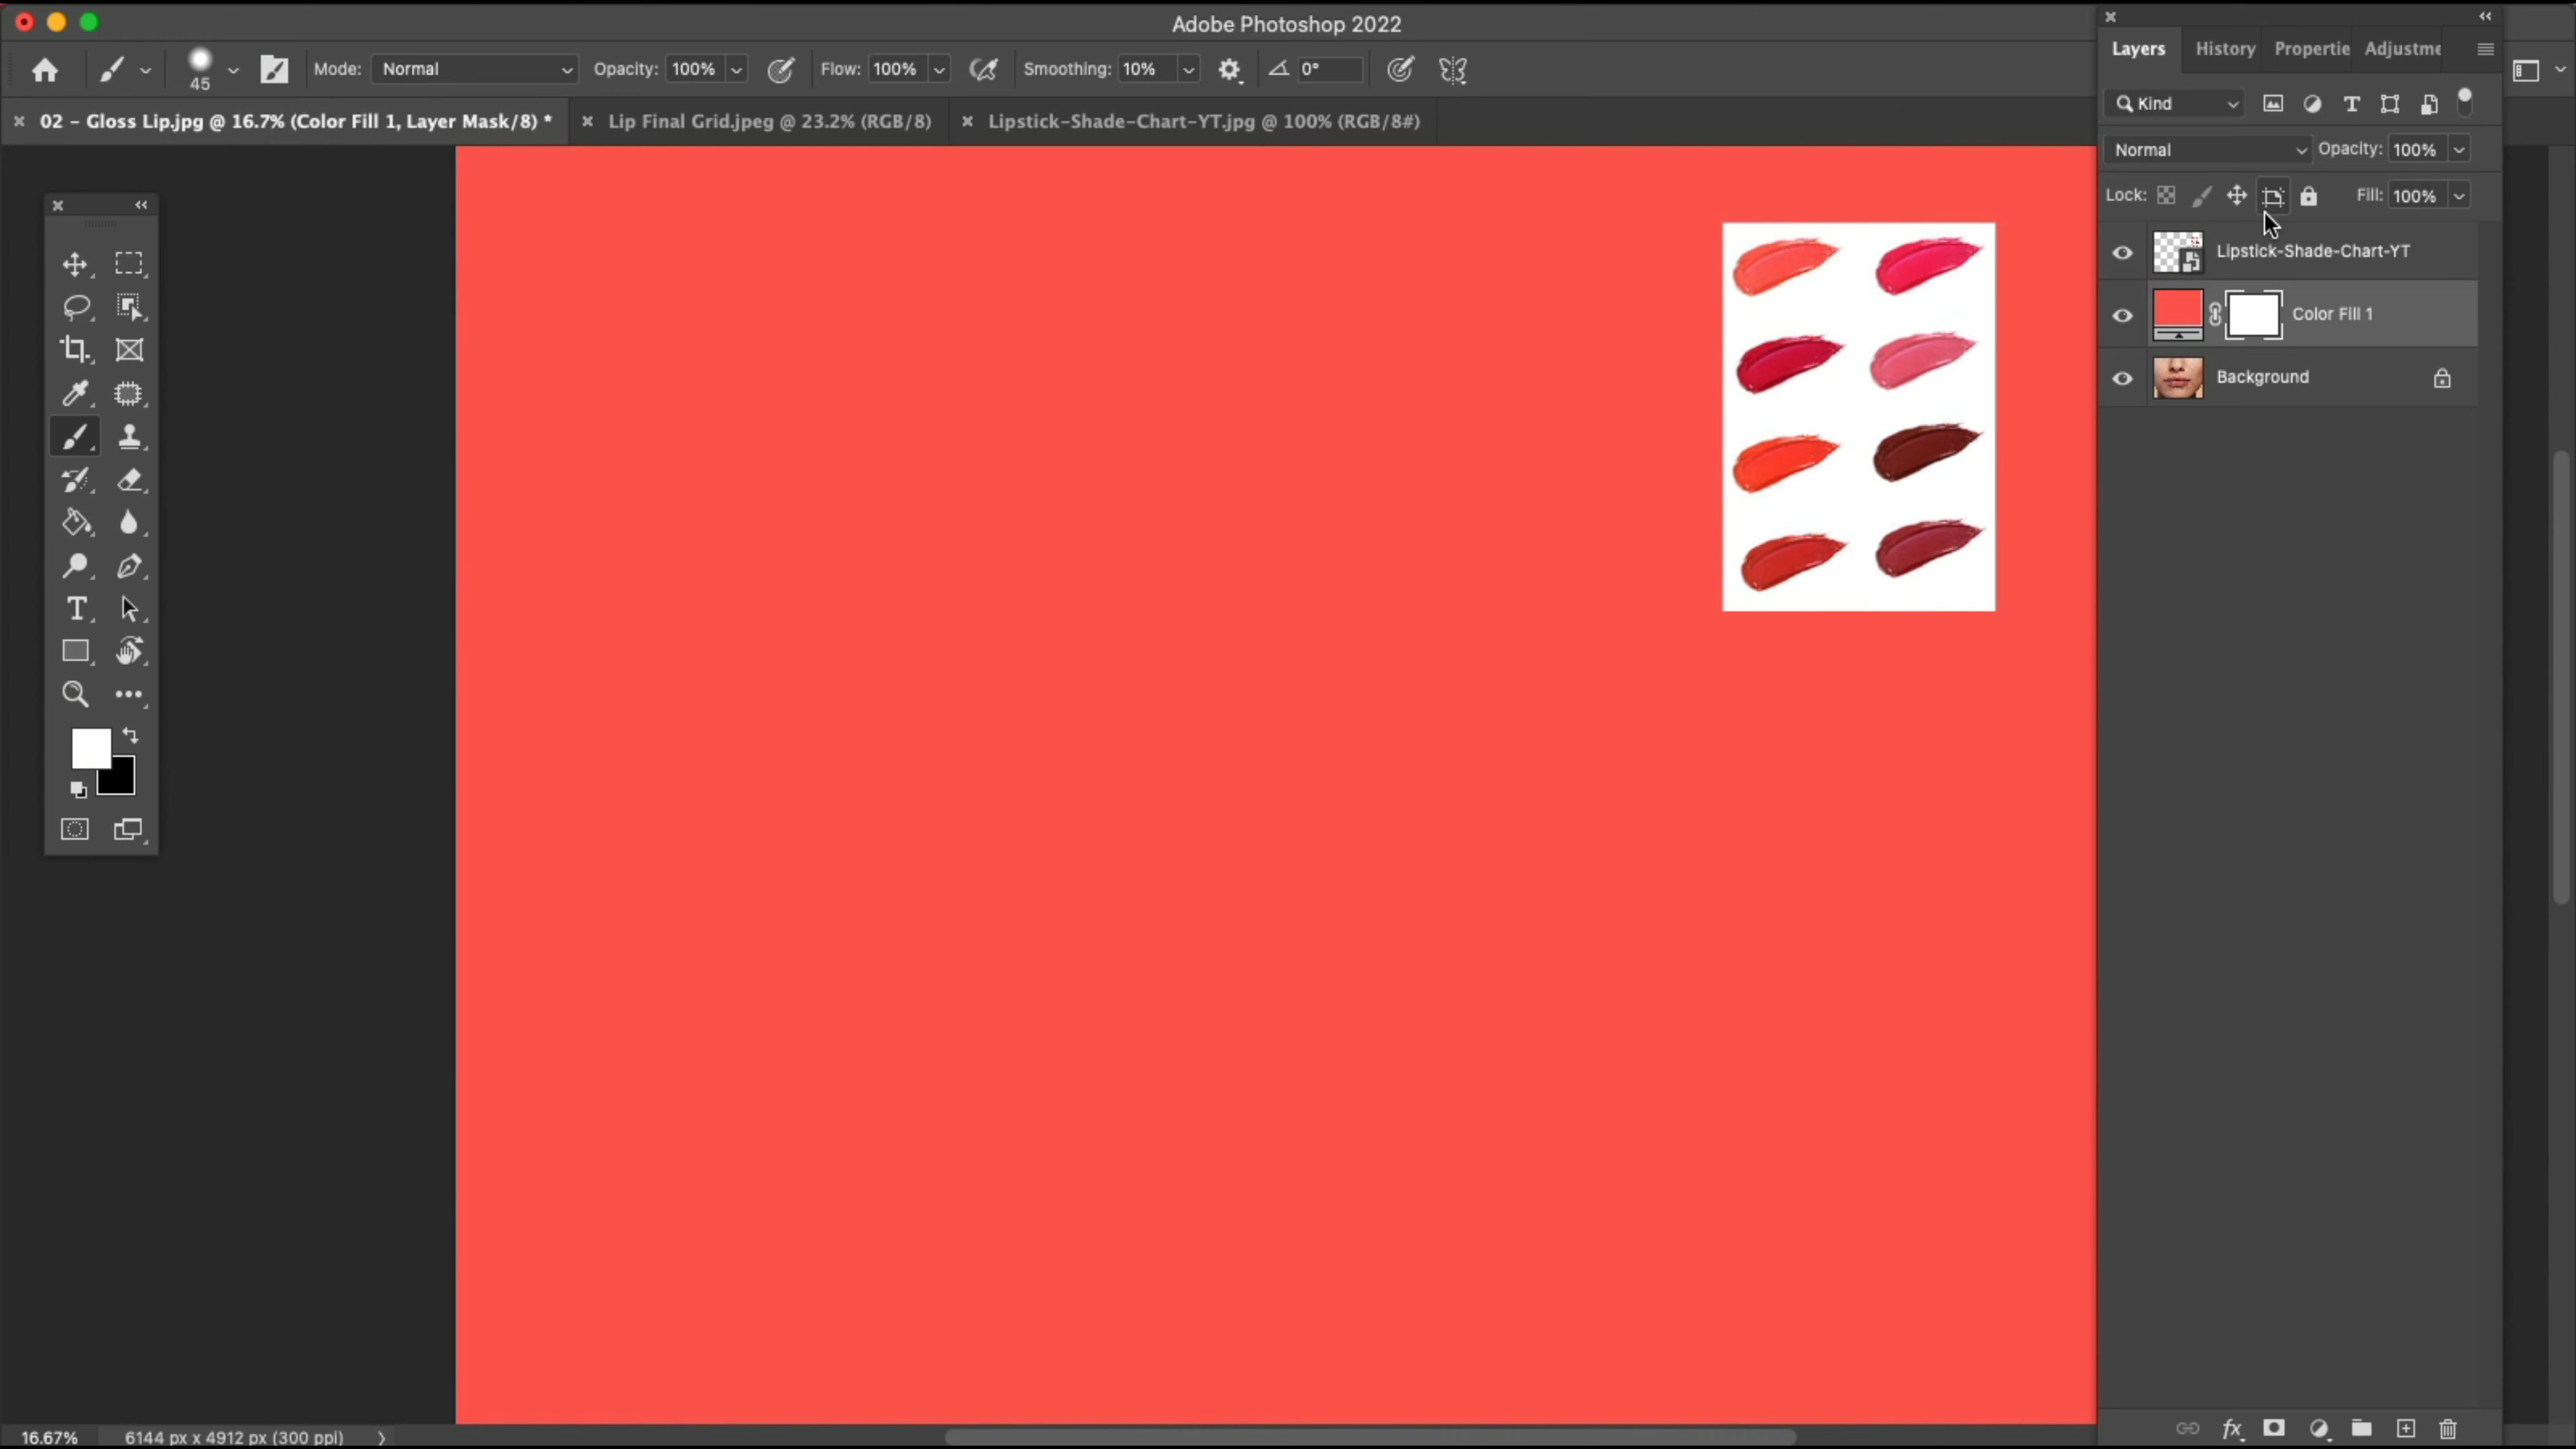 Adobe Photoshop 2022
45 Mode: Normal Opacity: 100% Flow: 100% Smoothing: 10% 0°
02 – Gloss Lip.jpg @ 16.7% (Color Fill 1, Layer Mask/8) * Lip Final Grid.jpeg @ 23.2% (RGB/8) Lipstick-Shade-Chart-YT.jpg @ 100% (RGB/8#)
Layers History Propertie Adjustme
Kind
Normal Opacity: 100%
Lock: Fill: 100%
Lipstick-Shade-Chart-YT
Color Fill 1
Background
16.67% 6144 px x 4912 px (300 ppi)